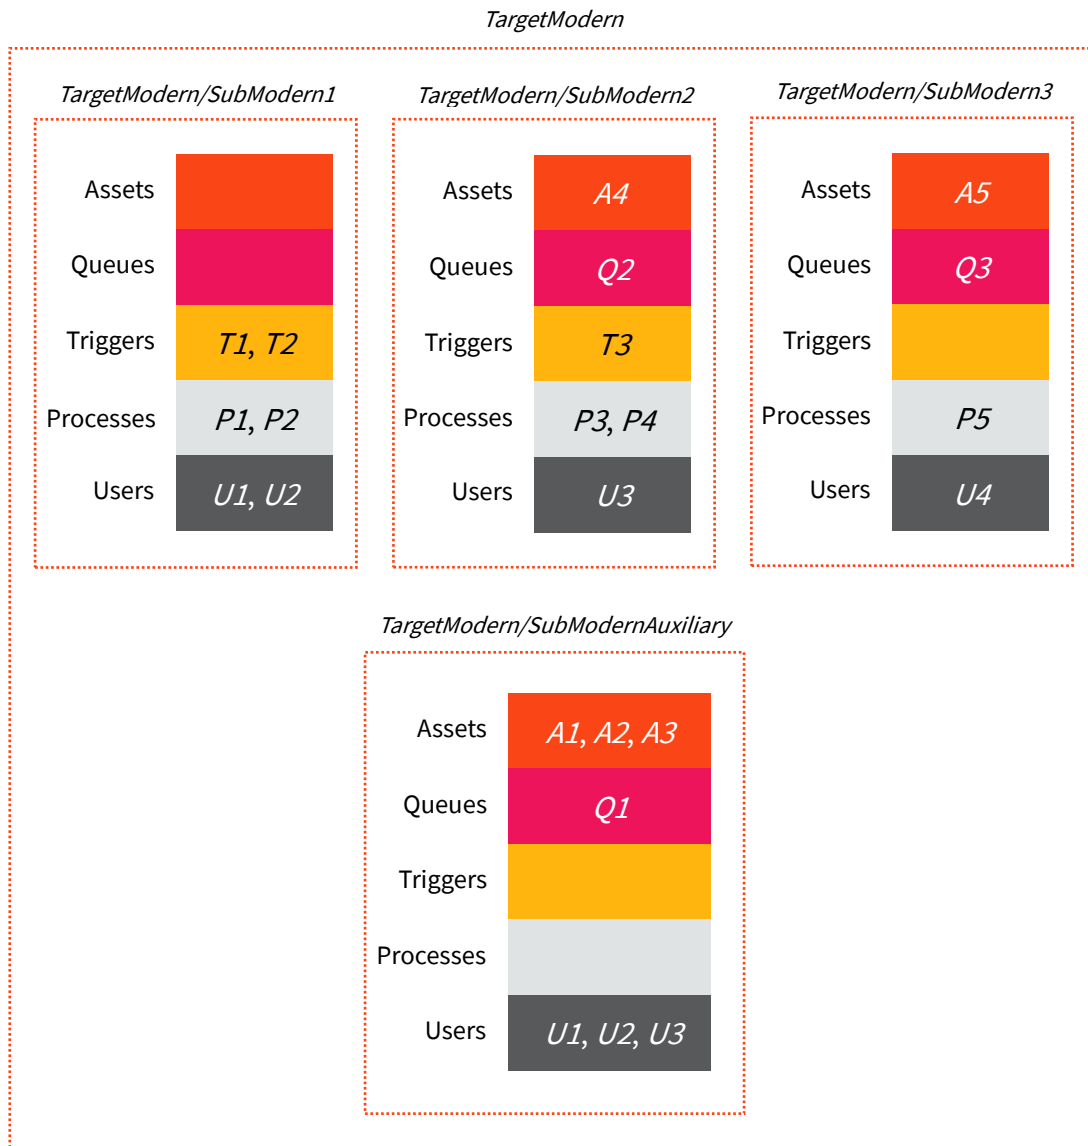 TargetModern
TargetModern/SubModern1
Assets
Queues
Triggers T1, T2
Processes P1, P2
Users U1, U2
TargetModern/SubModern2
Assets A4
Queues Q2
Triggers T3
Processes P3, P4
Users U3
TargetModern/SubModern3
Assets A5
Queues Q3
Triggers
Processes P5
Users U4
TargetModern/SubModernAuxiliary
Assets A1, A2, A3
Queues Q1
Triggers
Processes
Users U1, U2, U3